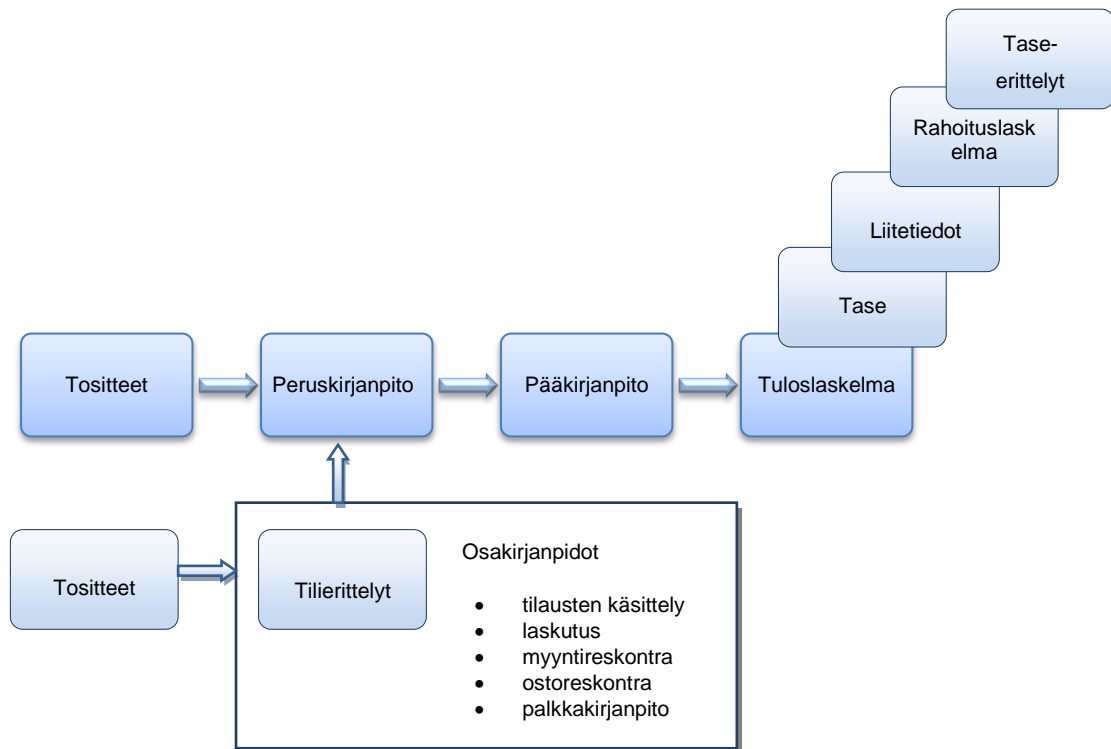 Tase-
erittelyt
Rahoituslask
elma
Liitetiedot
Tase
Tositteet
Peruskirjanpito
Pääkirjanpito
Tuloslaskelma
Tositteet
Tilierittelyt
Osakirjanpidot
• tilausten käsittely
• laskutus
• myyntireskontra
• ostoreskontra
• palkkakirjanpito